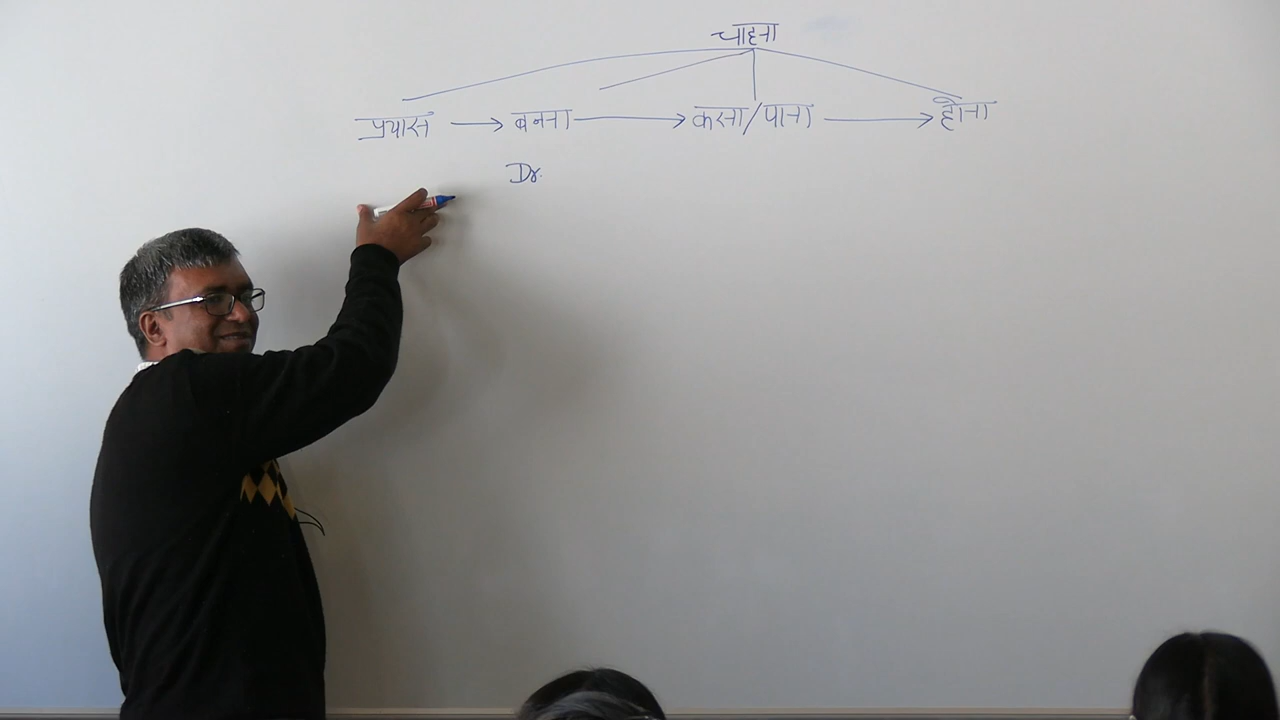 चाहना
प्रयास → बनना → करना/पाना → होना
Dr.